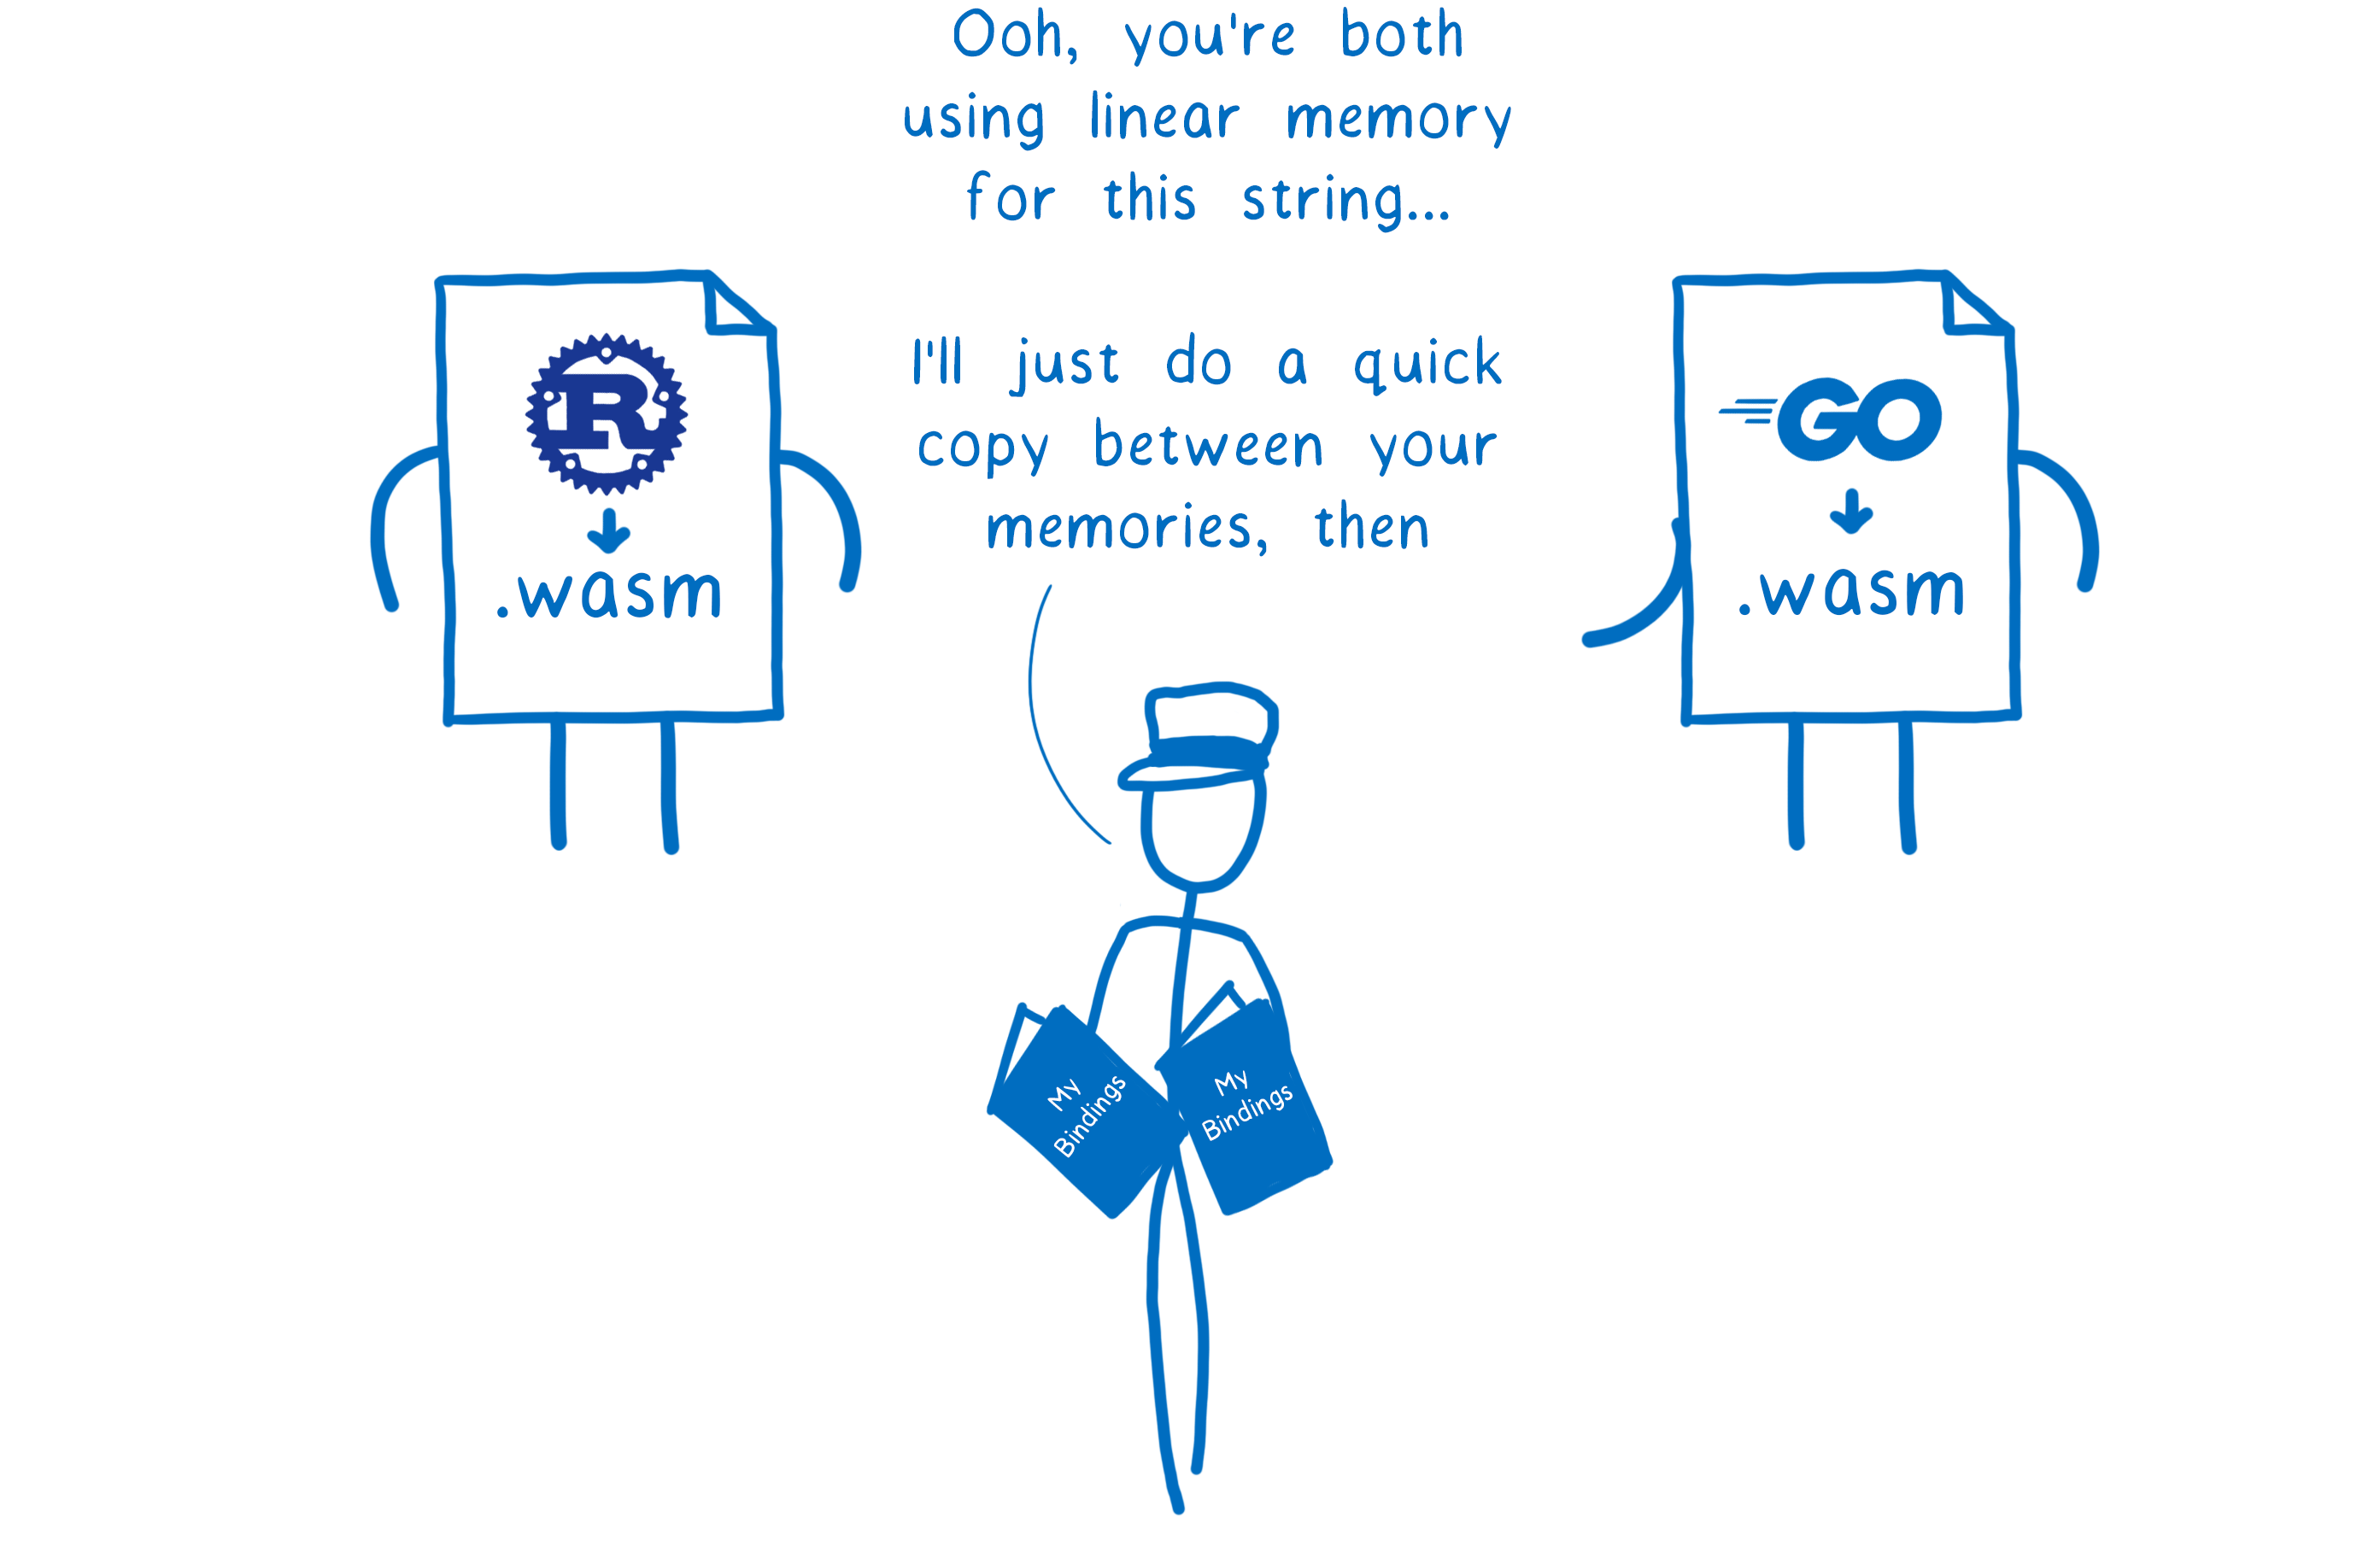 Ooh, you're both
using linear memory
for this string...
I'll just do a quick
copy between your
memories, then
R
.wasm
GO
.wasm
My
Bindings
My
Bindings